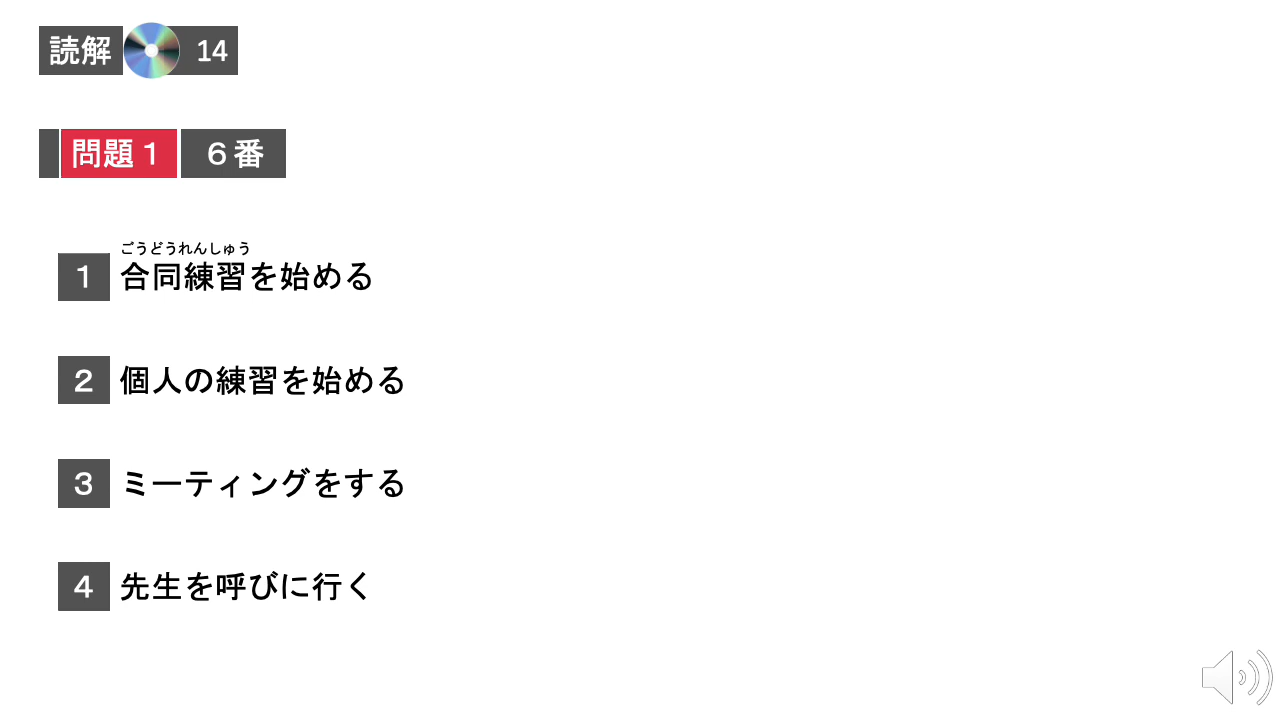 読解 14
問題１ ６番
ごうどうれんしゅう
１ 合同練習を始める
２ 個人の練習を始める
３ ミーティングをする
４ 先生を呼びに行く